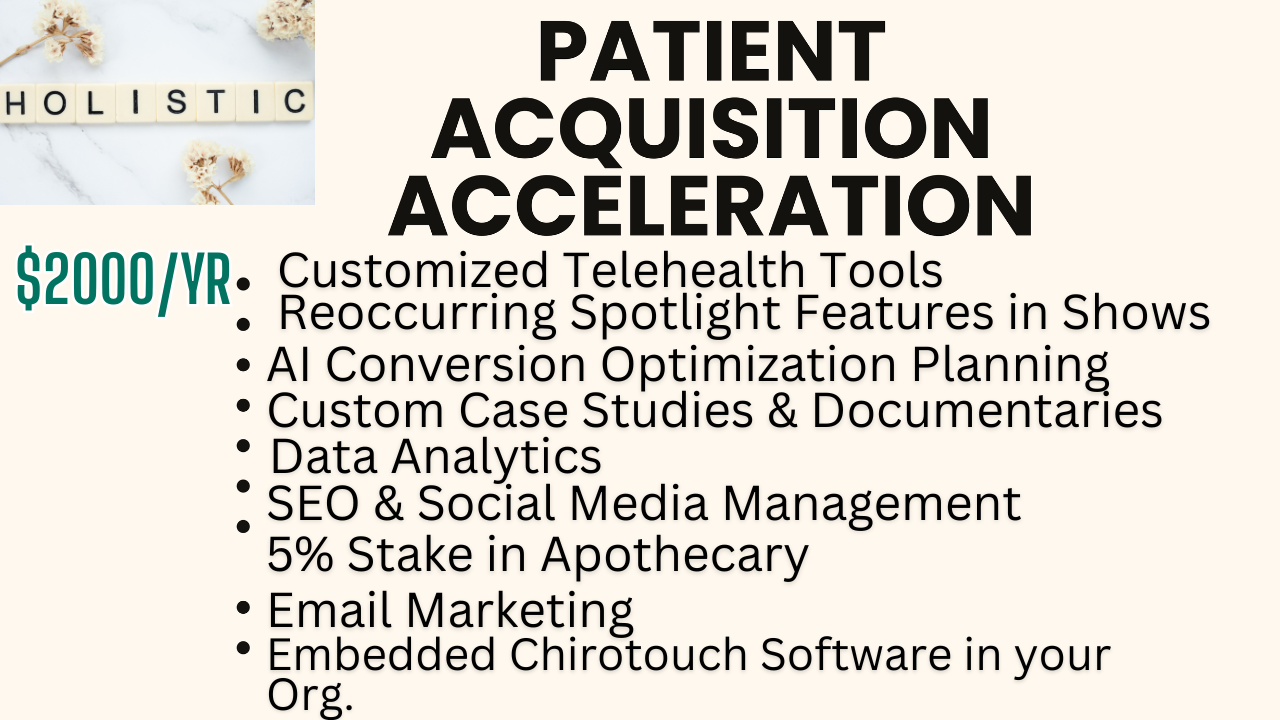 HOLISTIC
PATIENT
ACQUISITION
ACCELERATION
$2000/YR
• Customized Telehealth Tools
• Reoccurring Spotlight Features in Shows
• AI Conversion Optimization Planning
• Custom Case Studies & Documentaries
• Data Analytics
• SEO & Social Media Management
• 5% Stake in Apothecary
• Email Marketing
• Embedded Chirotouch Software in your
Org.